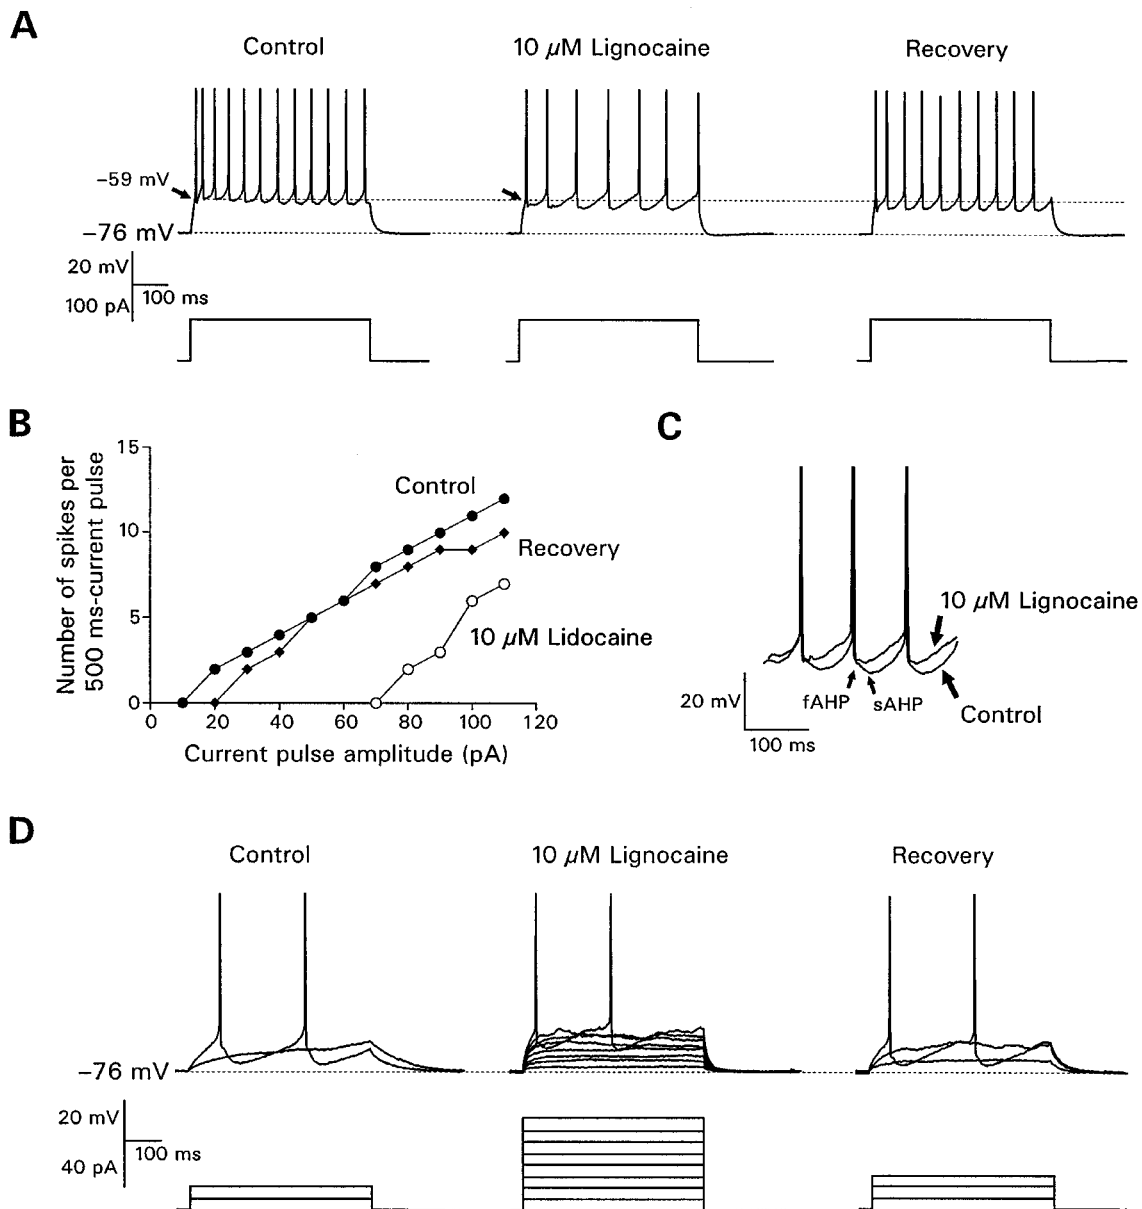 A
Control
10 μM Lignocaine
Recovery
−59 mV
−76 mV
20 mV
100 pA
100 ms
B
Number of spikes per
500 ms-current pulse
15
10
5
0
0 20 40 60 80 100 120
Current pulse amplitude (pA)
Control
Recovery
10 μM Lidocaine
C
10 μM Lignocaine
fAHP
sAHP
Control
20 mV
100 ms
D
Control
10 μM Lignocaine
Recovery
−76 mV
20 mV
40 pA
100 ms